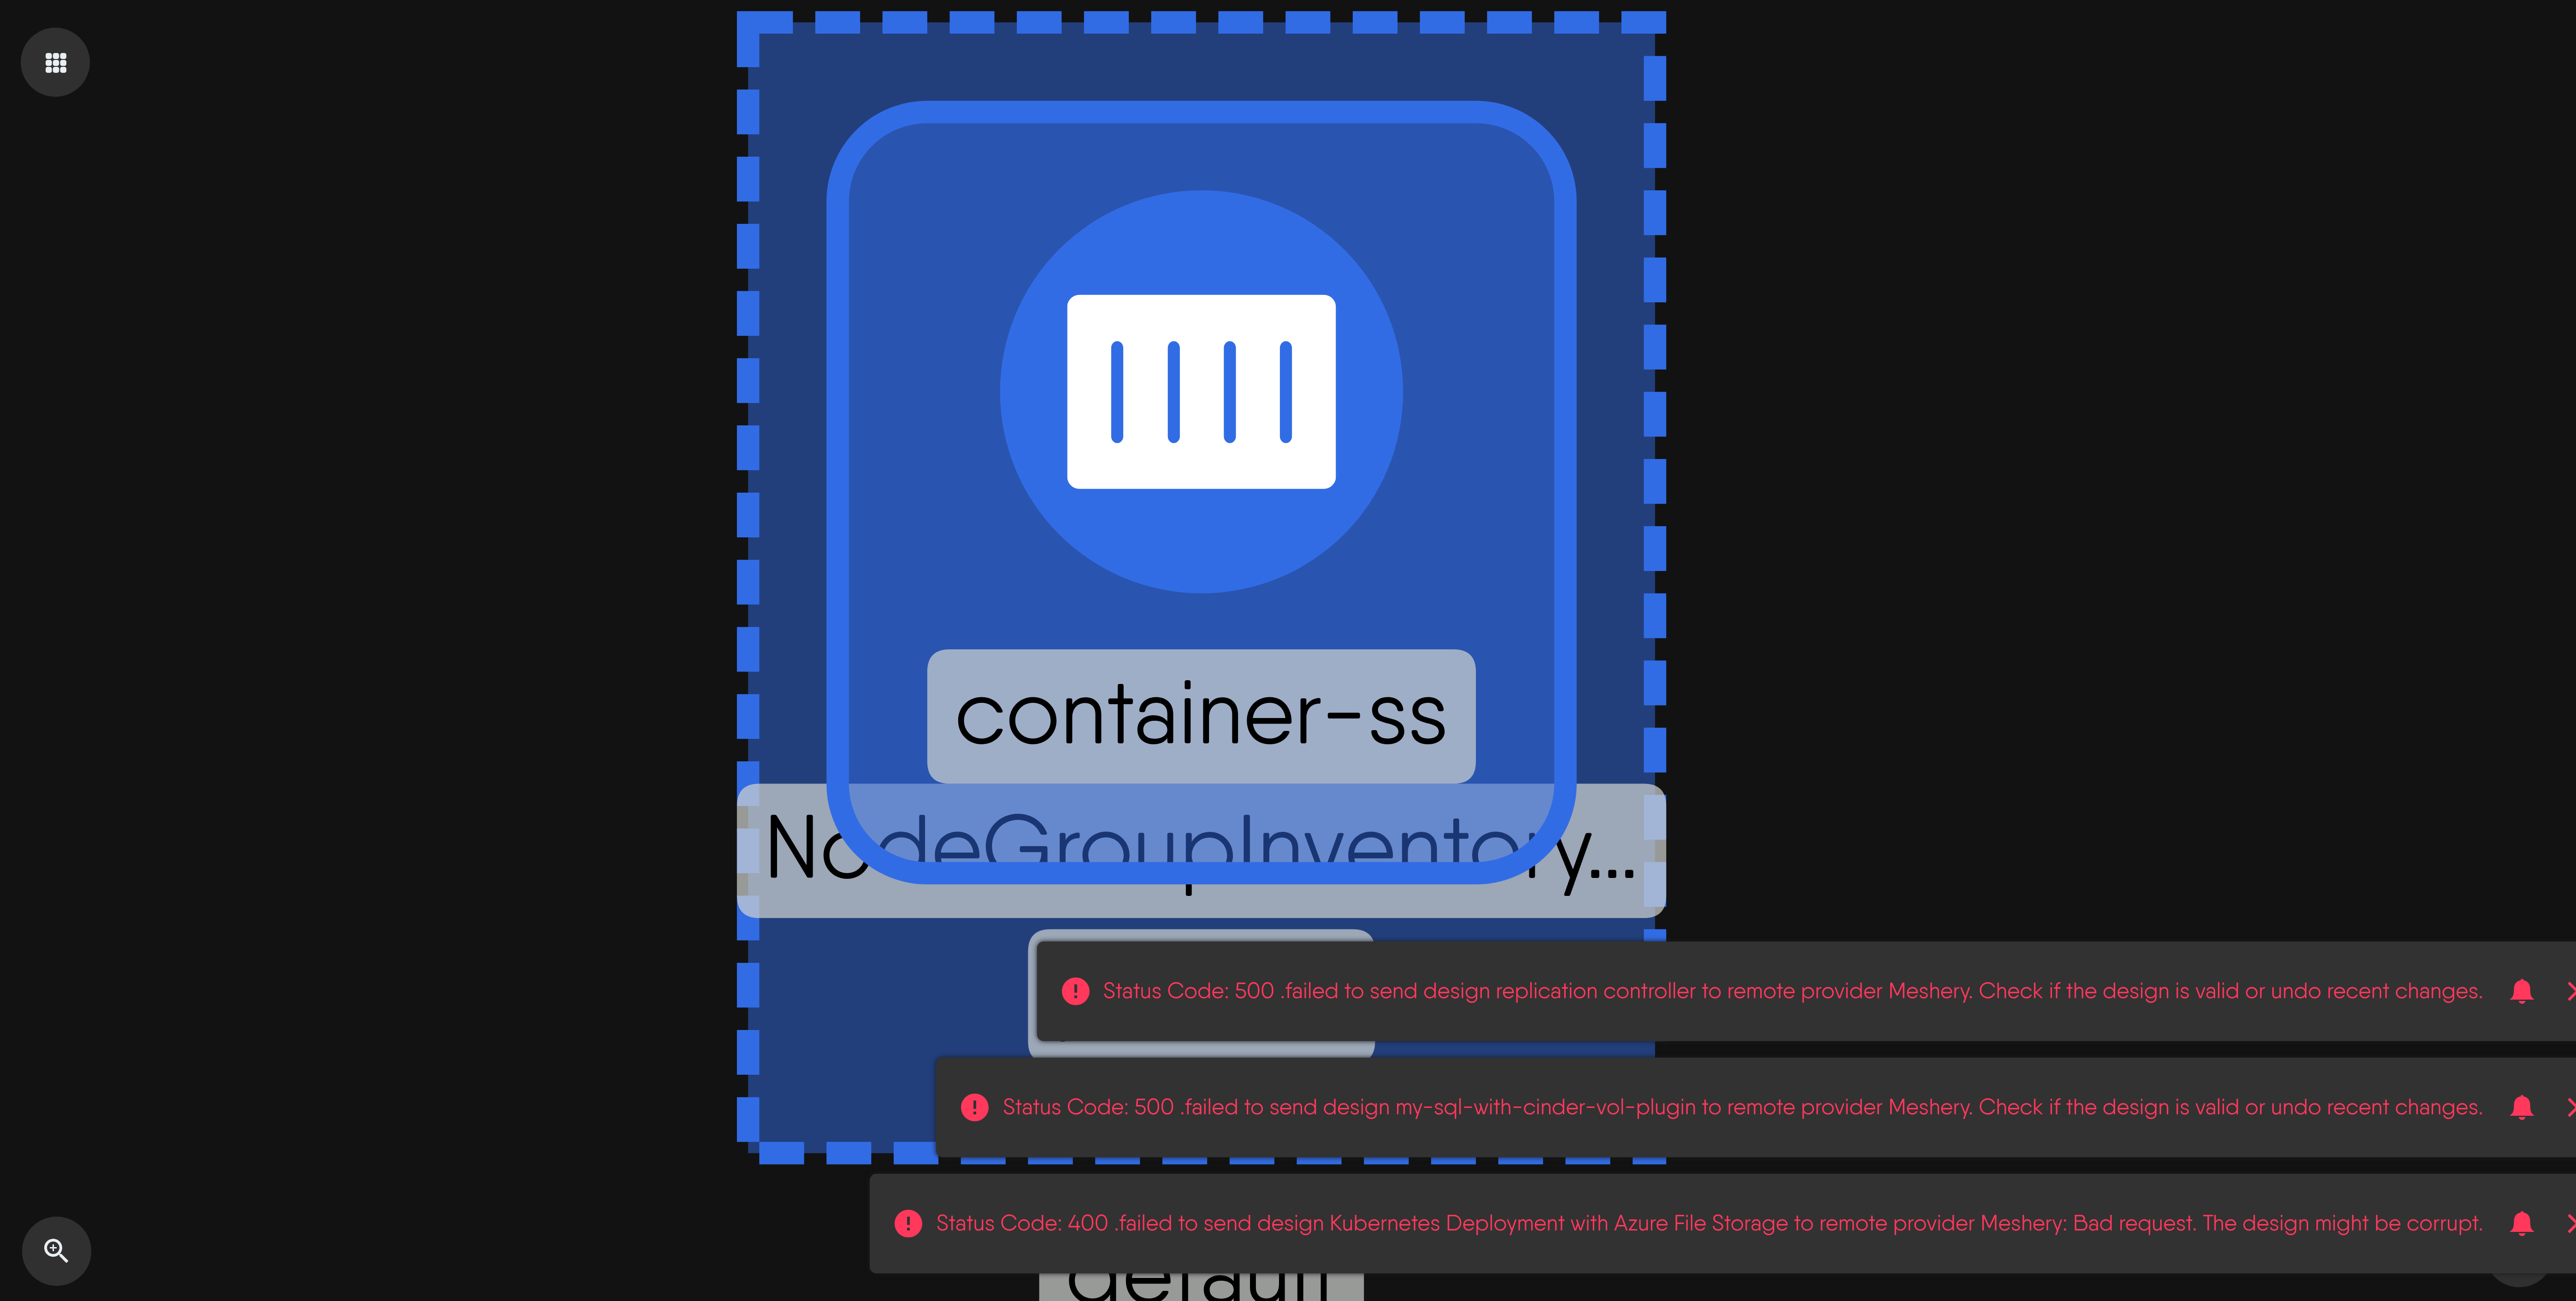 container-ss
NodeGroupInventory...
Status Code: 500 .failed to send design replication controller to remote provider Meshery. Check if the design is valid or undo recent changes.
Status Code: 500 .failed to send design my-sql-with-cinder-vol-plugin to remote provider Meshery. Check if the design is valid or undo recent changes.
Status Code: 400 .failed to send design Kubernetes Deployment with Azure File Storage to remote provider Meshery: Bad request. The design might be corrupt.
default